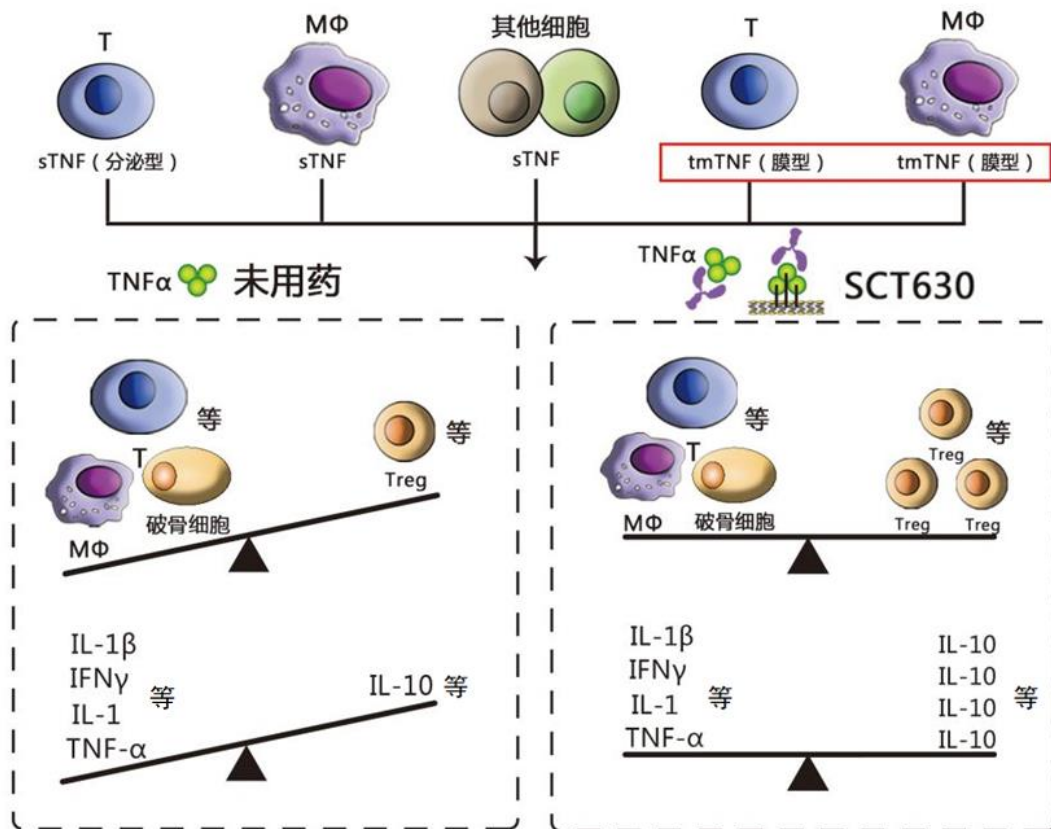 T
MΦ
其他细胞
T
MΦ
sTNF（分泌型）
sTNF
sTNF
tmTNF（膜型）
tmTNF（膜型）
TNFα
未用药
TNFα
SCT630
等
T
等
Treg
破骨细胞
MΦ
IL-1β
IFNγ
IL-1
TNF-α
等
IL-10 等
等
T
等
Treg
Treg
Treg
破骨细胞
MΦ
IL-1β
IFNγ
IL-1
TNF-α
等
IL-10
IL-10
IL-10
IL-10
等